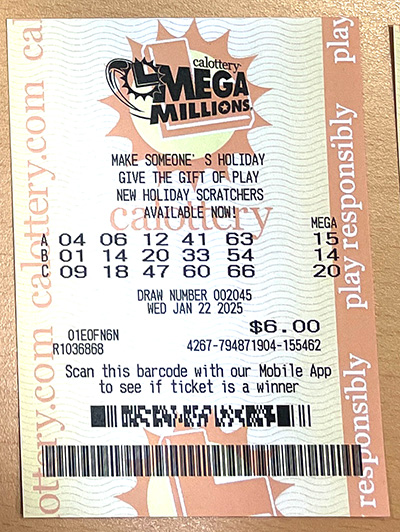 calottery
MEGA
MILLIONS
MAKE SOMEONE' S HOLIDAY
GIVE THE GIFT OF PLAY
NEW HOLIDAY SCRATCHERS
AVAILABLE NOW!
calottery
MEGA
A 04 06 12 41 63 15
B 01 14 20 33 54 14
C 09 18 47 60 66 20
DRAW NUMBER 002045
WED JAN 22 2025
$6.00
01E0FN6N
R1036868 4267-794871904-155462
Scan this barcode with our Mobile App
to see if ticket is a winner
lottery.com calottery.com ca
play responsibly play
responsibly